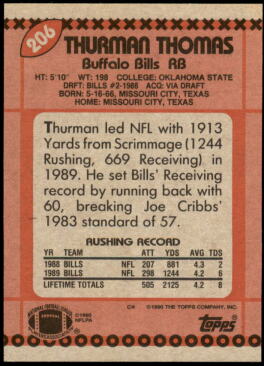 206
THURMAN THOMAS
Buffalo Bills RB
HT: 5'10" WT: 198 COLLEGE: OKLAHOMA STATE
DRFT: BILLS #2-1988 ACQ: VIA DRAFT
BORN: 5-16-66, MISSOURI CITY, TEXAS
HOME: MISSOURI CITY, TEXAS
Thurman led NFL with 1913
Yards from Scrimmage (1244
Rushing, 669 Receiving) in
1989. He set Bills' Receiving
record by running back with
60, breaking Joe Cribbs'
1983 standard of 57.
RUSHING RECORD
YR TEAM ATT YDS AVG TDS
1988 BILLS NFL 207 881 4.3 2
1989 BILLS NFL 298 1244 4.2 6
LIFETIME TOTALS 505 2125 4.2 8
©1990
NFLPA
C* ©1990 THE TOPPS COMPANY, INC.
Topps